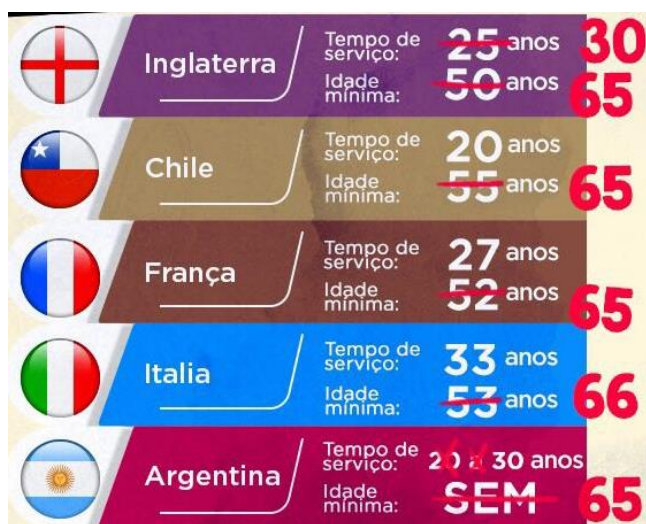 Inglaterra
Tempo de serviço: 25 anos 30
Idade mínima: 50 anos 65
Chile
Tempo de serviço: 20 anos
Idade mínima: 55 anos 65
França
Tempo de serviço: 27 anos
Idade mínima: 52 anos 65
Italia
Tempo de serviço: 33 anos
Idade mínima: 53 anos 66
Argentina
Tempo de serviço: 20 a 30 anos
Idade mínima: SEM 65